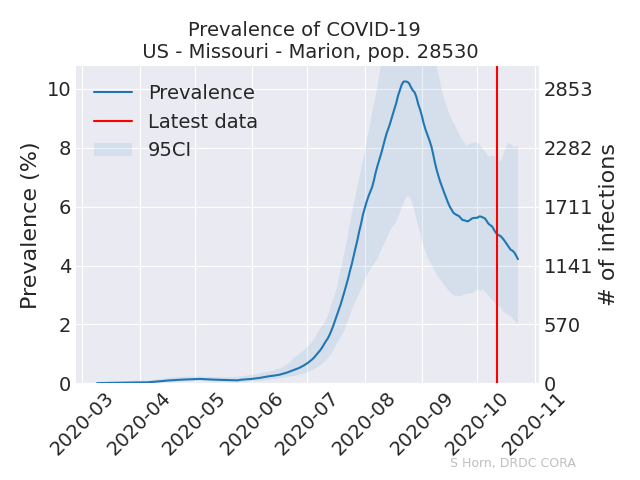 Prevalence of COVID-19
US - Missouri - Marion, pop. 28530
Prevalence
Latest data
95CI
Prevalence (%)
10
8
6
4
2
0
2853
2282
1711
1141
570
0
# of infections
2020-03
2020-04
2020-05
2020-06
2020-07
2020-08
2020-09
2020-10
2020-11
S Horn, DRDC CORA